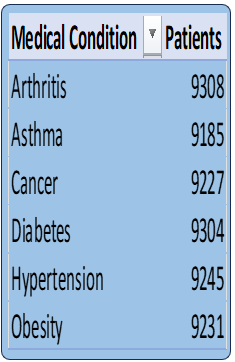 Medical Condition Patients
Arthritis 9308
Asthma 9185
Cancer 9227
Diabetes 9304
Hypertension 9245
Obesity 9231